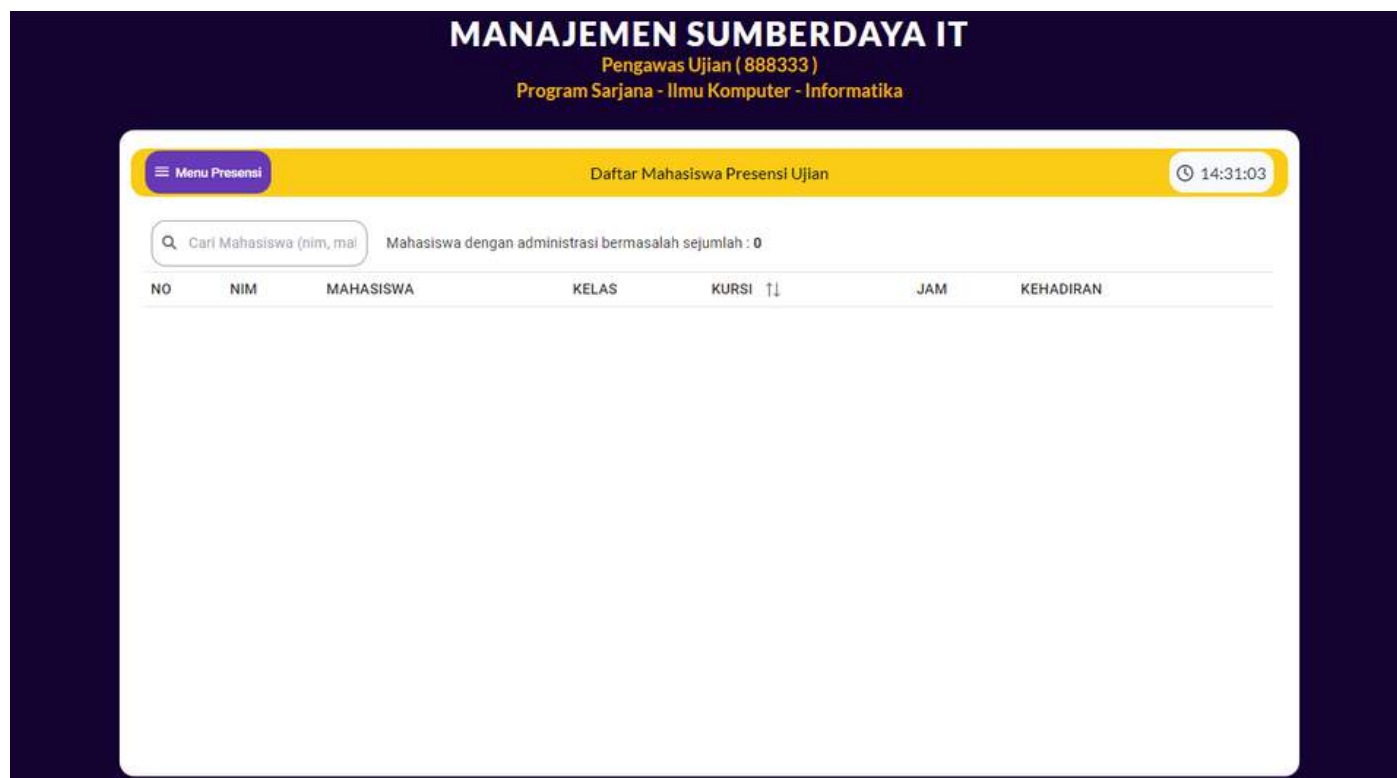 MANAJEMEN SUMBERDAYA IT
Pengawas Ujian ( 888333 )
Program Sarjana - Ilmu Komputer - Informatika
Menu Presensi
Daftar Mahasiswa Presensi Ujian
14:31:03
Cari Mahasiswa (nim, mal
Mahasiswa dengan administrasi bermasalah sejumlah : 0
NO NIM MAHASISWA KELAS KURSI JAM KEHADIRAN